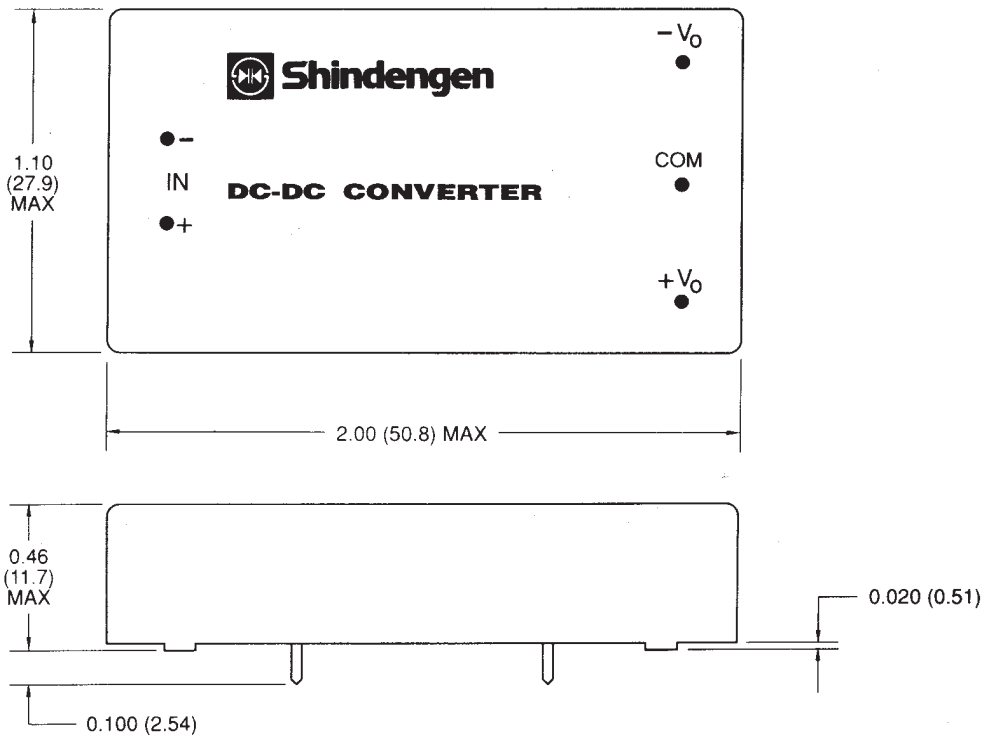 −V0
Shindengen
−
1.10
(27.9)
MAX
IN
DC-DC CONVERTER
COM
+
+V0
2.00 (50.8) MAX
0.46
(11.7)
MAX
0.020 (0.51)
0.100 (2.54)